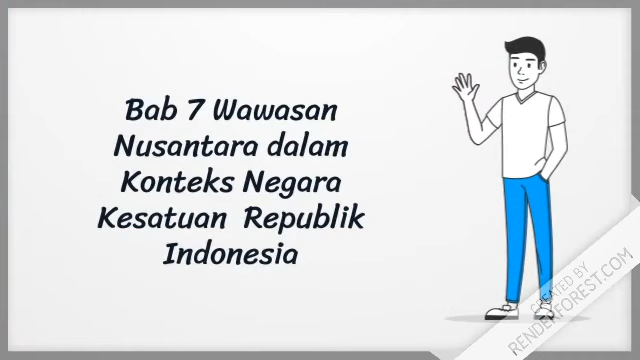 Bab 7 Wawasan
Nusantara dalam
Konteks Negara
Kesatuan Republik
Indonesia
CREATED BY
RENDERFOREST.COM